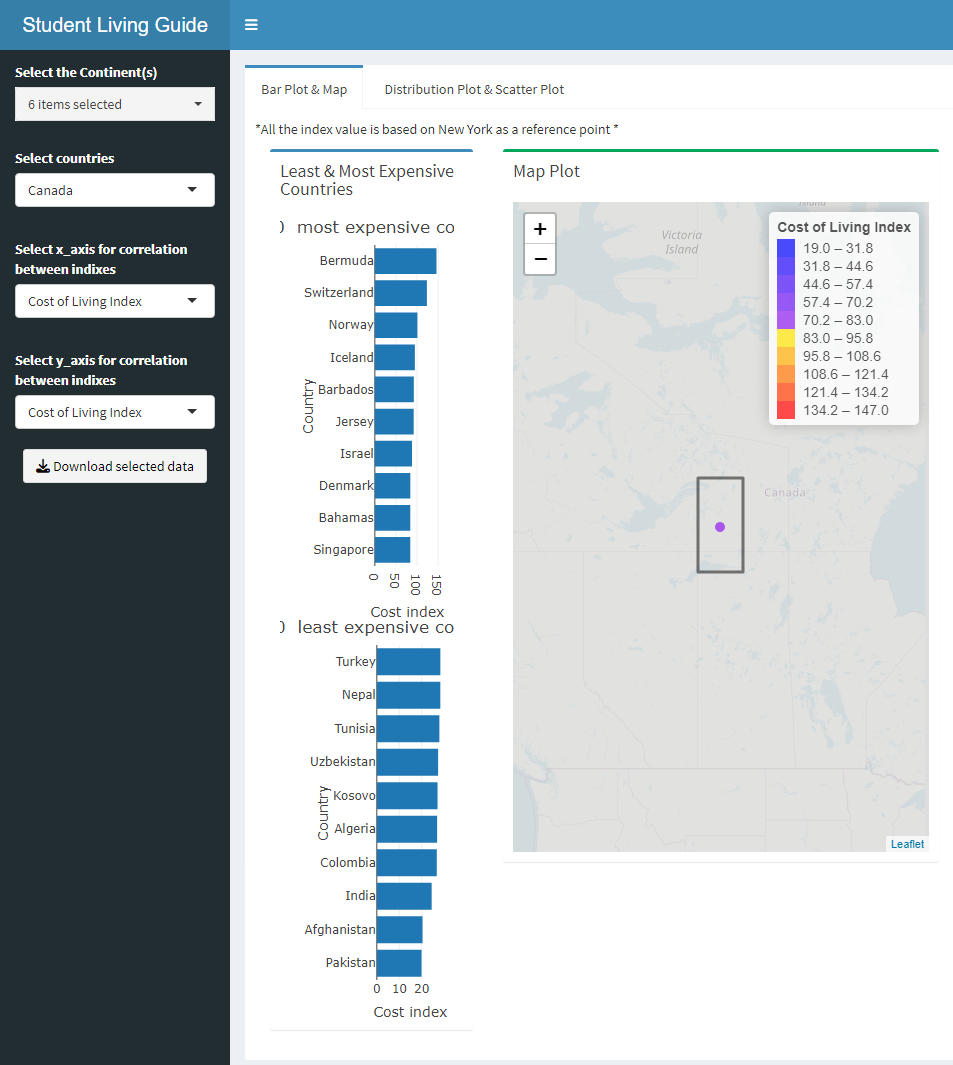 Student Living Guide
Select the Continent(s)
6 items selected
Select countries
Canada
Select x_axis for correlation
between indixes
Cost of Living Index
Select y_axis for correlation
between indixes
Cost of Living Index
Download selected data
Bar Plot & Map
Distribution Plot & Scatter Plot
*All the index value is based on New York as a reference point *
Least & Most Expensive
Countries
most expensive co
Country
Bermuda
Switzerland
Norway
Iceland
Barbados
Jersey
Israel
Denmark
Bahamas
Singapore
0 50 100 150
Cost index
least expensive co
Country
Turkey
Nepal
Tunisia
Uzbekistan
Kosovo
Algeria
Colombia
India
Afghanistan
Pakistan
0 10 20
Cost index
Map Plot
+
−
Island
Victoria
Island
Canada
Cost of Living Index
19.0 – 31.8
31.8 – 44.6
44.6 – 57.4
57.4 – 70.2
70.2 – 83.0
83.0 – 95.8
95.8 – 108.6
108.6 – 121.4
121.4 – 134.2
134.2 – 147.0
Leaflet